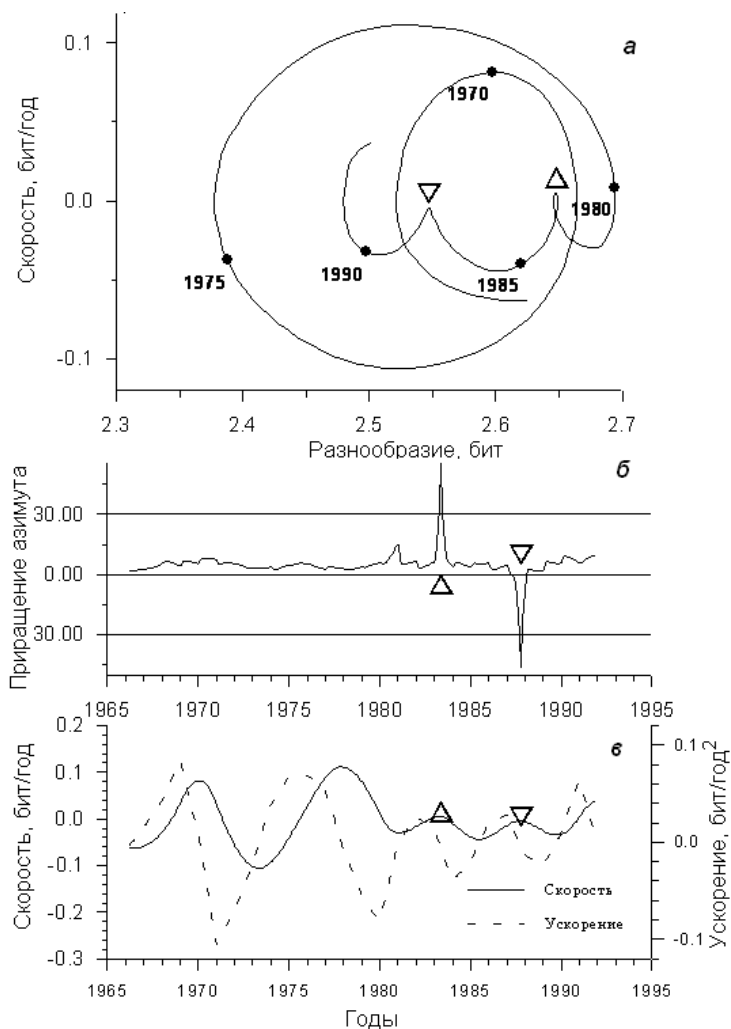 а
0.1
1970
Скорость, бит/год
0.0
1980
1975
1990
1985
-0.1
2.3 2.4 2.5 2.6 2.7
Разнообразие, бит
б
Приращение азимута
30.00
0.00
30.00
1965 1970 1975 1980 1985 1990 1995
в
Скорость, бит/год
0.2
0.1
0.0
-0.1
-0.2
-0.3
0.1
0.0
-0.1
Ускорение, бит/год2
Скорость
Ускорение
1965 1970 1975 1980 1985 1990 1995
Годы